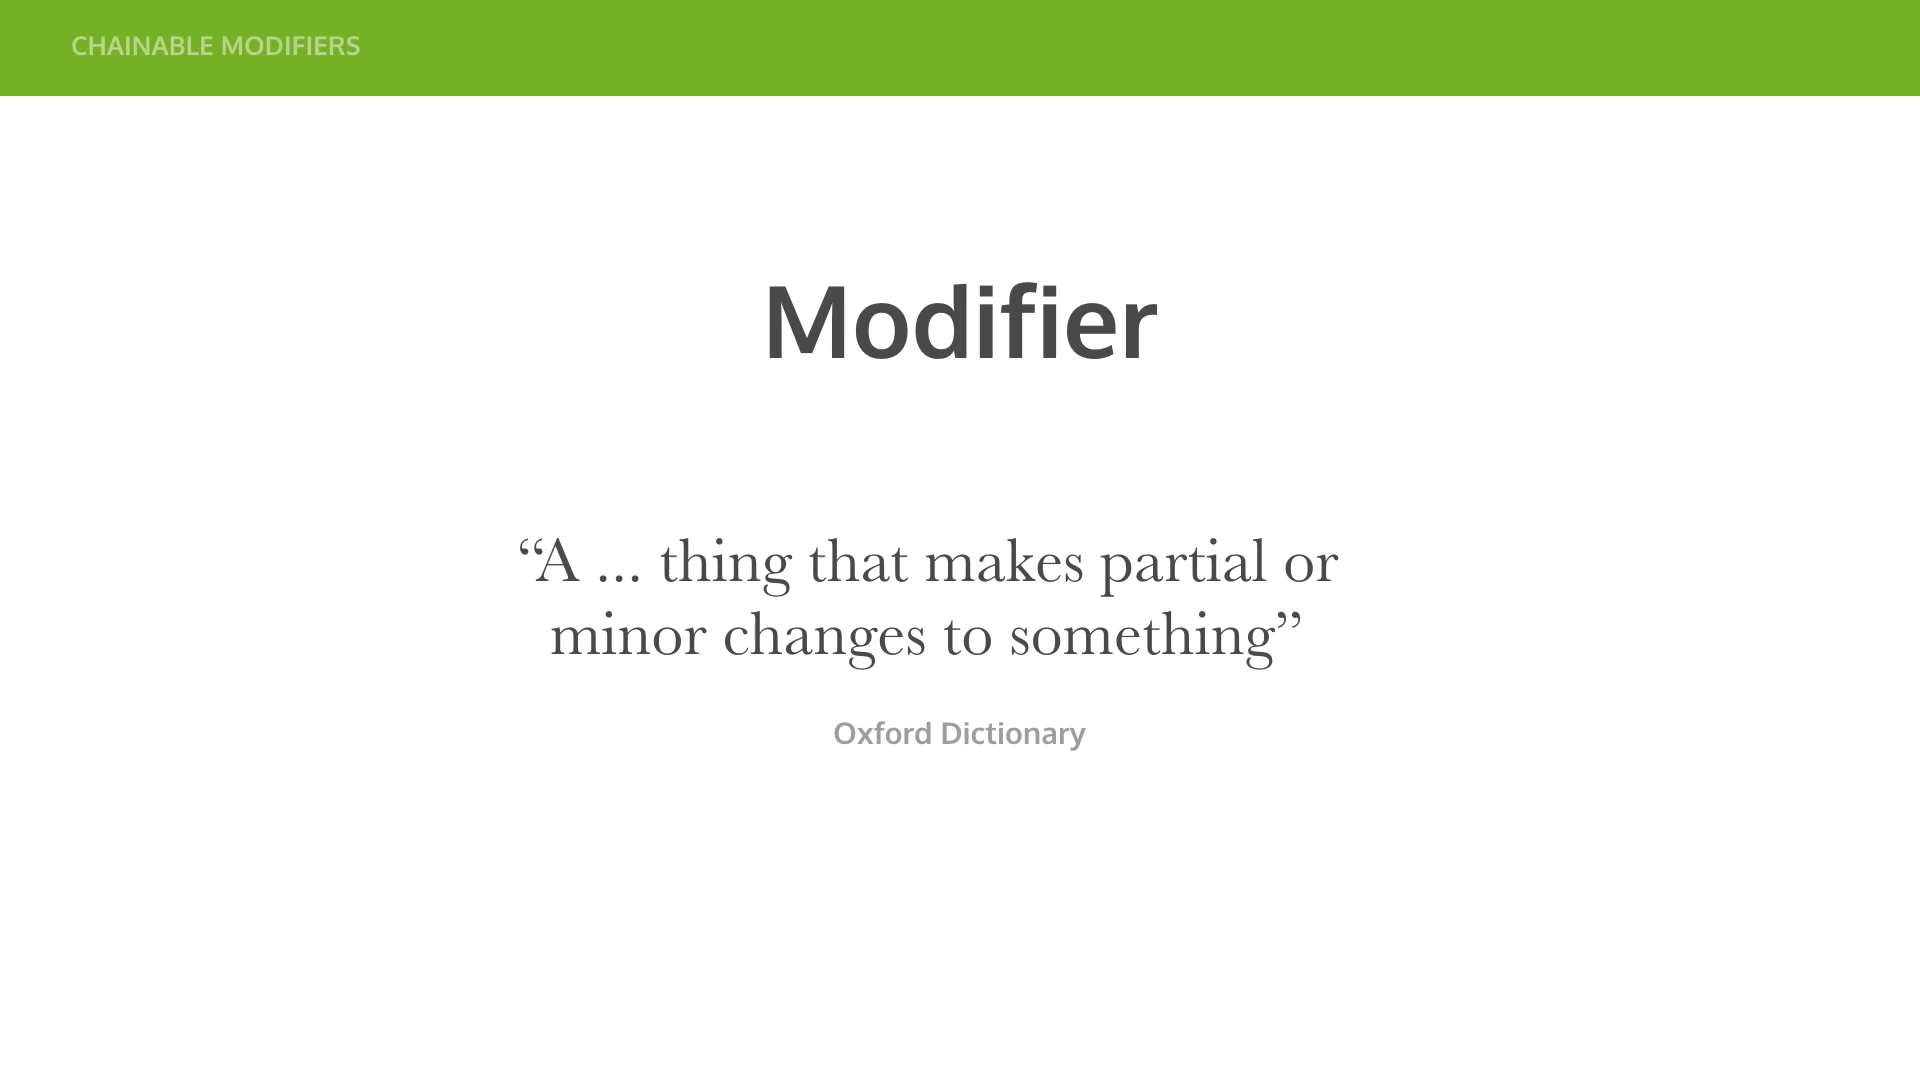 CHAINABLE MODIFIERS
Modifier
“A ... thing that makes partial or
minor changes to something”
Oxford Dictionary